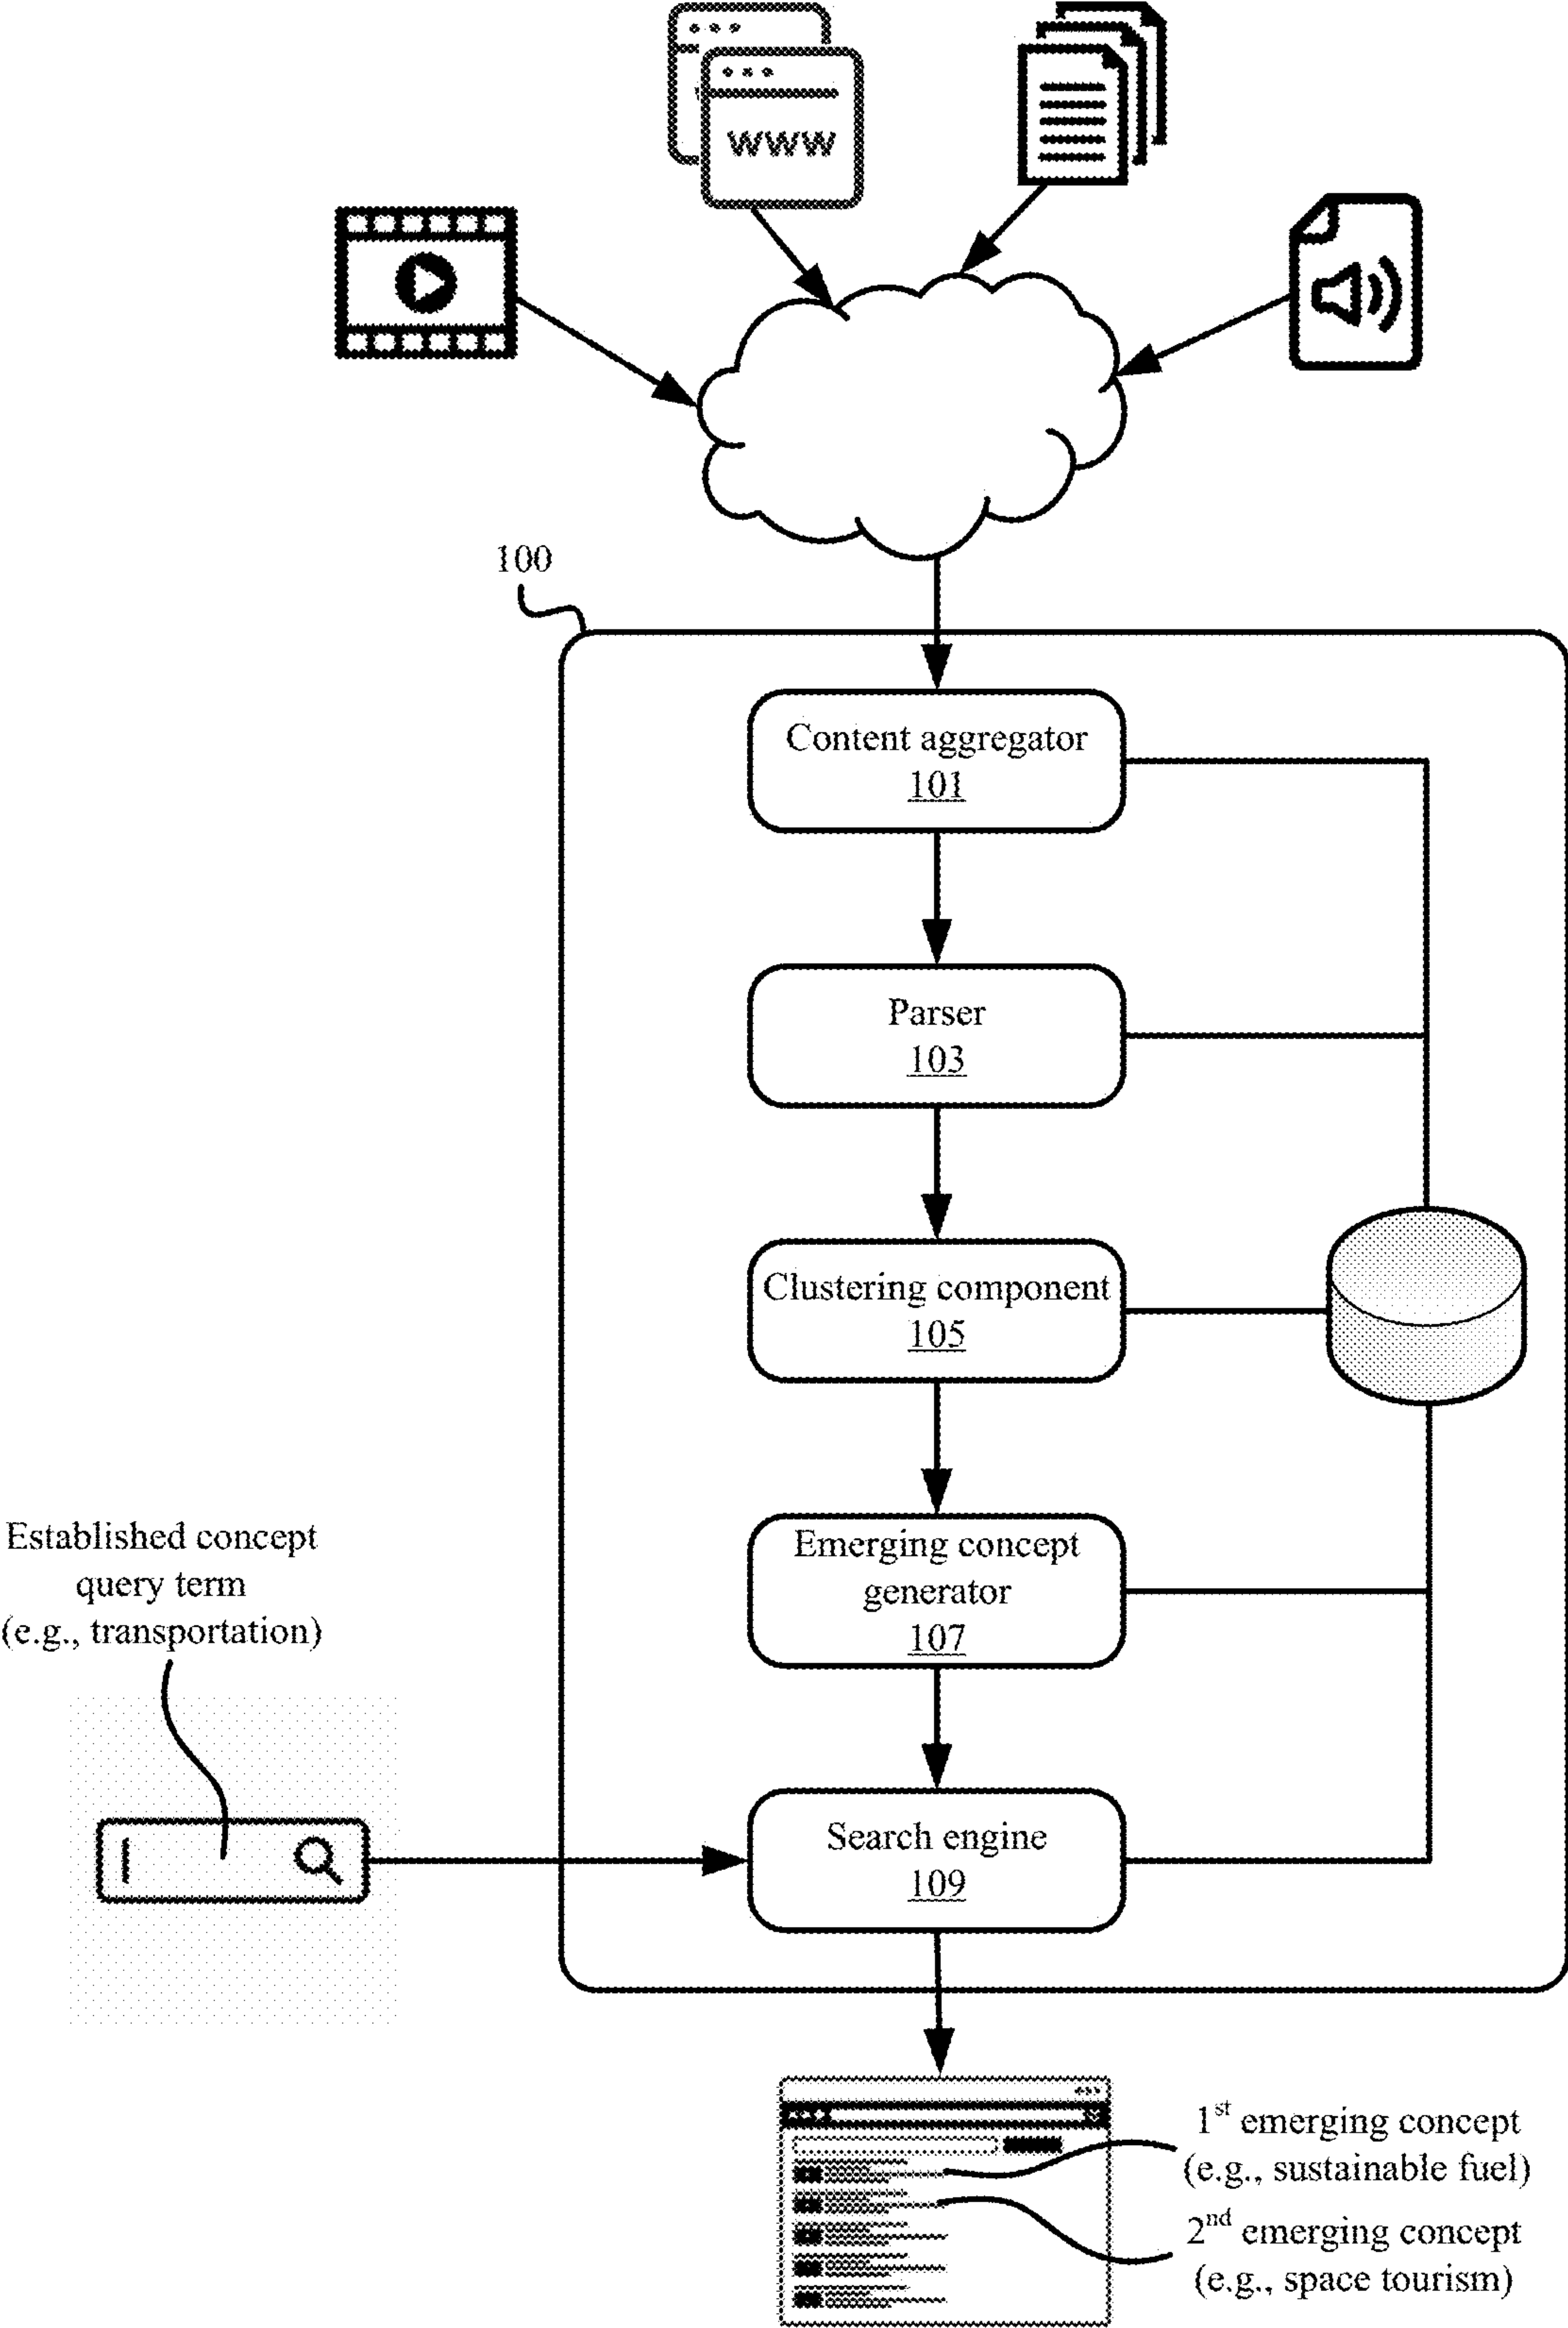 www
100
Content aggregator
101
Parser
103
Clustering component
105
Emerging concept
generator
107
Established concept
query term
(e.g., transportation)
Search engine
109
1st emerging concept
(e.g., sustainable fuel)
2nd emerging concept
(e.g., space tourism)